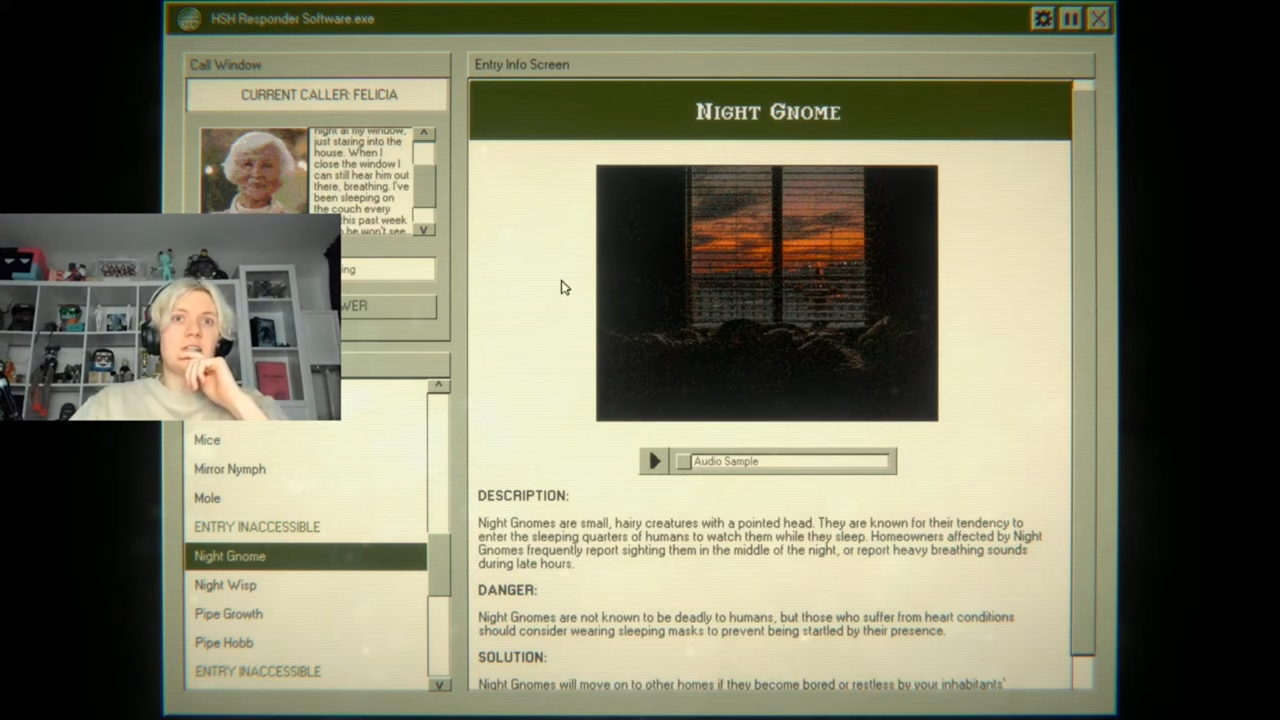 HSH Responder Software.exe
Call Window
CURRENT CALLER: FELICIA
night at my window,
just staring into the
house. When I
close the window I
can still hear him out
there, breathing. I've
been sleeping on
the couch every
this past week
he won't see
ing
WER
Mice
Mirror Nymph
Mole
ENTRY INACCESSIBLE
Night Gnome
Night Wisp
Pipe Growth
Pipe Hobb
ENTRY INACCESSIBLE
Entry Info Screen
Night Gnome
Audio Sample
DESCRIPTION:
Night Gnomes are small, hairy creatures with a pointed head. They are known for their tendency to
enter the sleeping quarters of humans to watch them while they sleep. Homeowners affected by Night
Gnomes frequently report sighting them in the middle of the night, or report heavy breathing sounds
during late hours.
DANGER:
Night Gnomes are not known to be deadly to humans, but those who suffer from heart conditions
should consider wearing sleeping masks to prevent being startled by their presence.
SOLUTION:
Night Gnomes will move on to other homes if they become bored or restless by your inhabitants'